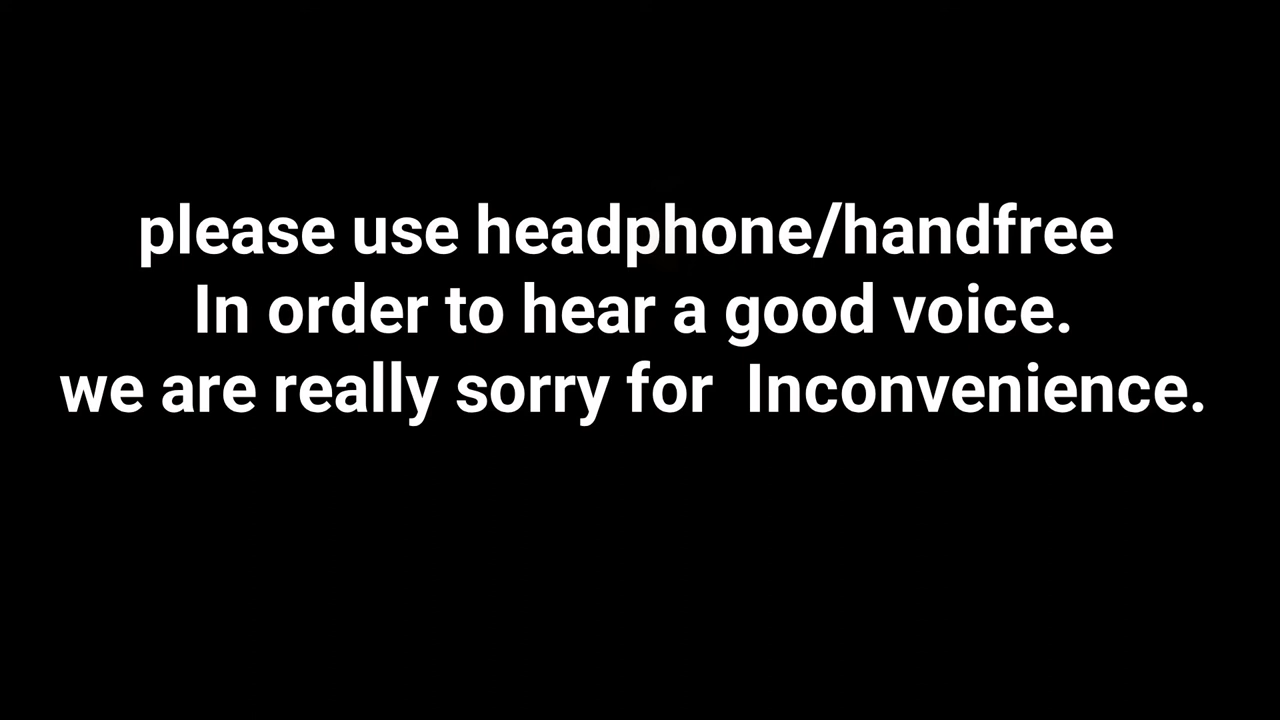 please use headphone/handfree
In order to hear a good voice.
we are really sorry for  Inconvenience.